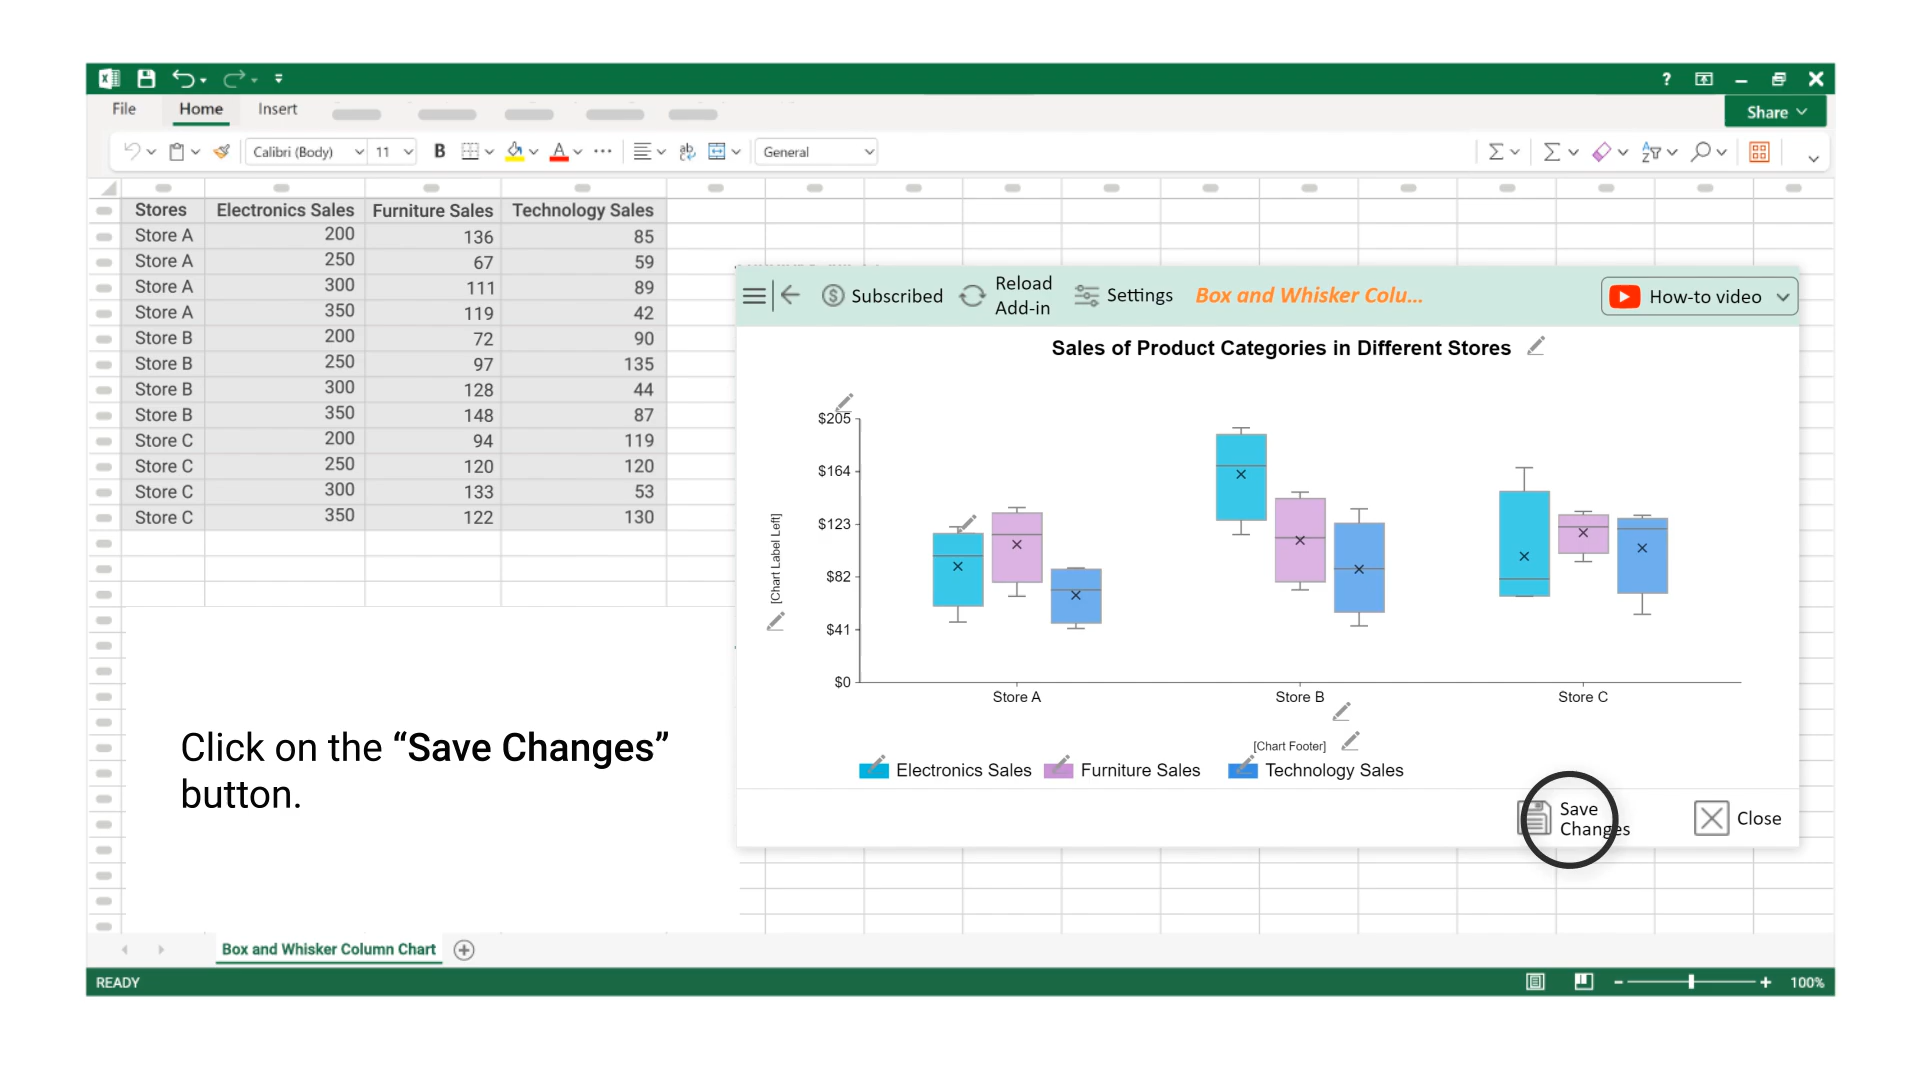 File Home Insert
Share
Calibri (Body) 11 B A General
Stores Electronics Sales Furniture Sales Technology Sales
Store A 200 136 85
Store A 250 67 59
Store A 300 111 89
Store A 350 119 42
Store B 200 72 90
Store B 250 97 135
Store B 300 128 44
Store B 350 148 87
Store C 200 94 119
Store C 250 120 120
Store C 300 133 53
Store C 350 122 130
Subscribed
Reload
Add-in
Settings
Box and Whisker Colu...
How-to video
Sales of Product Categories in Different Stores
$205
$164
$123
$82
$41
$0
[Chart Label Left]
Store A Store B Store C
[Chart Footer]
Electronics Sales Furniture Sales Technology Sales
Save
Changes
Close
Click on the “Save Changes”
button.
Box and Whisker Column Chart
READY
100%